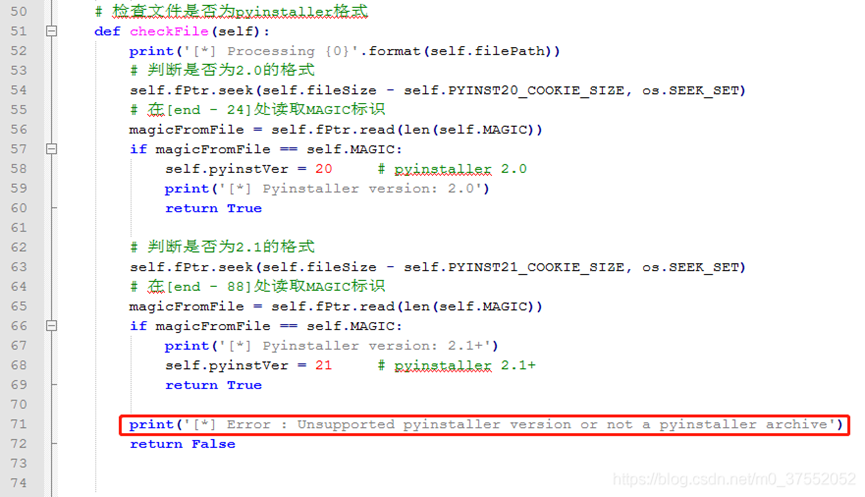 50 # 检查文件是否为pyinstaller格式
51 def checkFile(self):
52 print('[*] Processing {0}'.format(self.filePath))
53 # 判断是否为2.0的格式
54 self.fPtr.seek(self.fileSize - self.PYINST20_COOKIE_SIZE, os.SEEK_SET)
55 # 在[end - 24]处读取MAGIC标识
56 magicFromFile = self.fPtr.read(len(self.MAGIC))
57 if magicFromFile == self.MAGIC:
58 self.pyinstVer = 20 # pyinstaller 2.0
59 print('[*] Pyinstaller version: 2.0')
60 return True
61
62 # 判断是否为2.1的格式
63 self.fPtr.seek(self.fileSize - self.PYINST21_COOKIE_SIZE, os.SEEK_SET)
64 # 在[end - 88]处读取MAGIC标识
65 magicFromFile = self.fPtr.read(len(self.MAGIC))
66 if magicFromFile == self.MAGIC:
67 print('[*] Pyinstaller version: 2.1+')
68 self.pyinstVer = 21 # pyinstaller 2.1+
69 return True
70
71 print('[*] Error : Unsupported pyinstaller version or not a pyinstaller archive')
72 return False
73
74
https://blog.csdn.net/m0_37552052